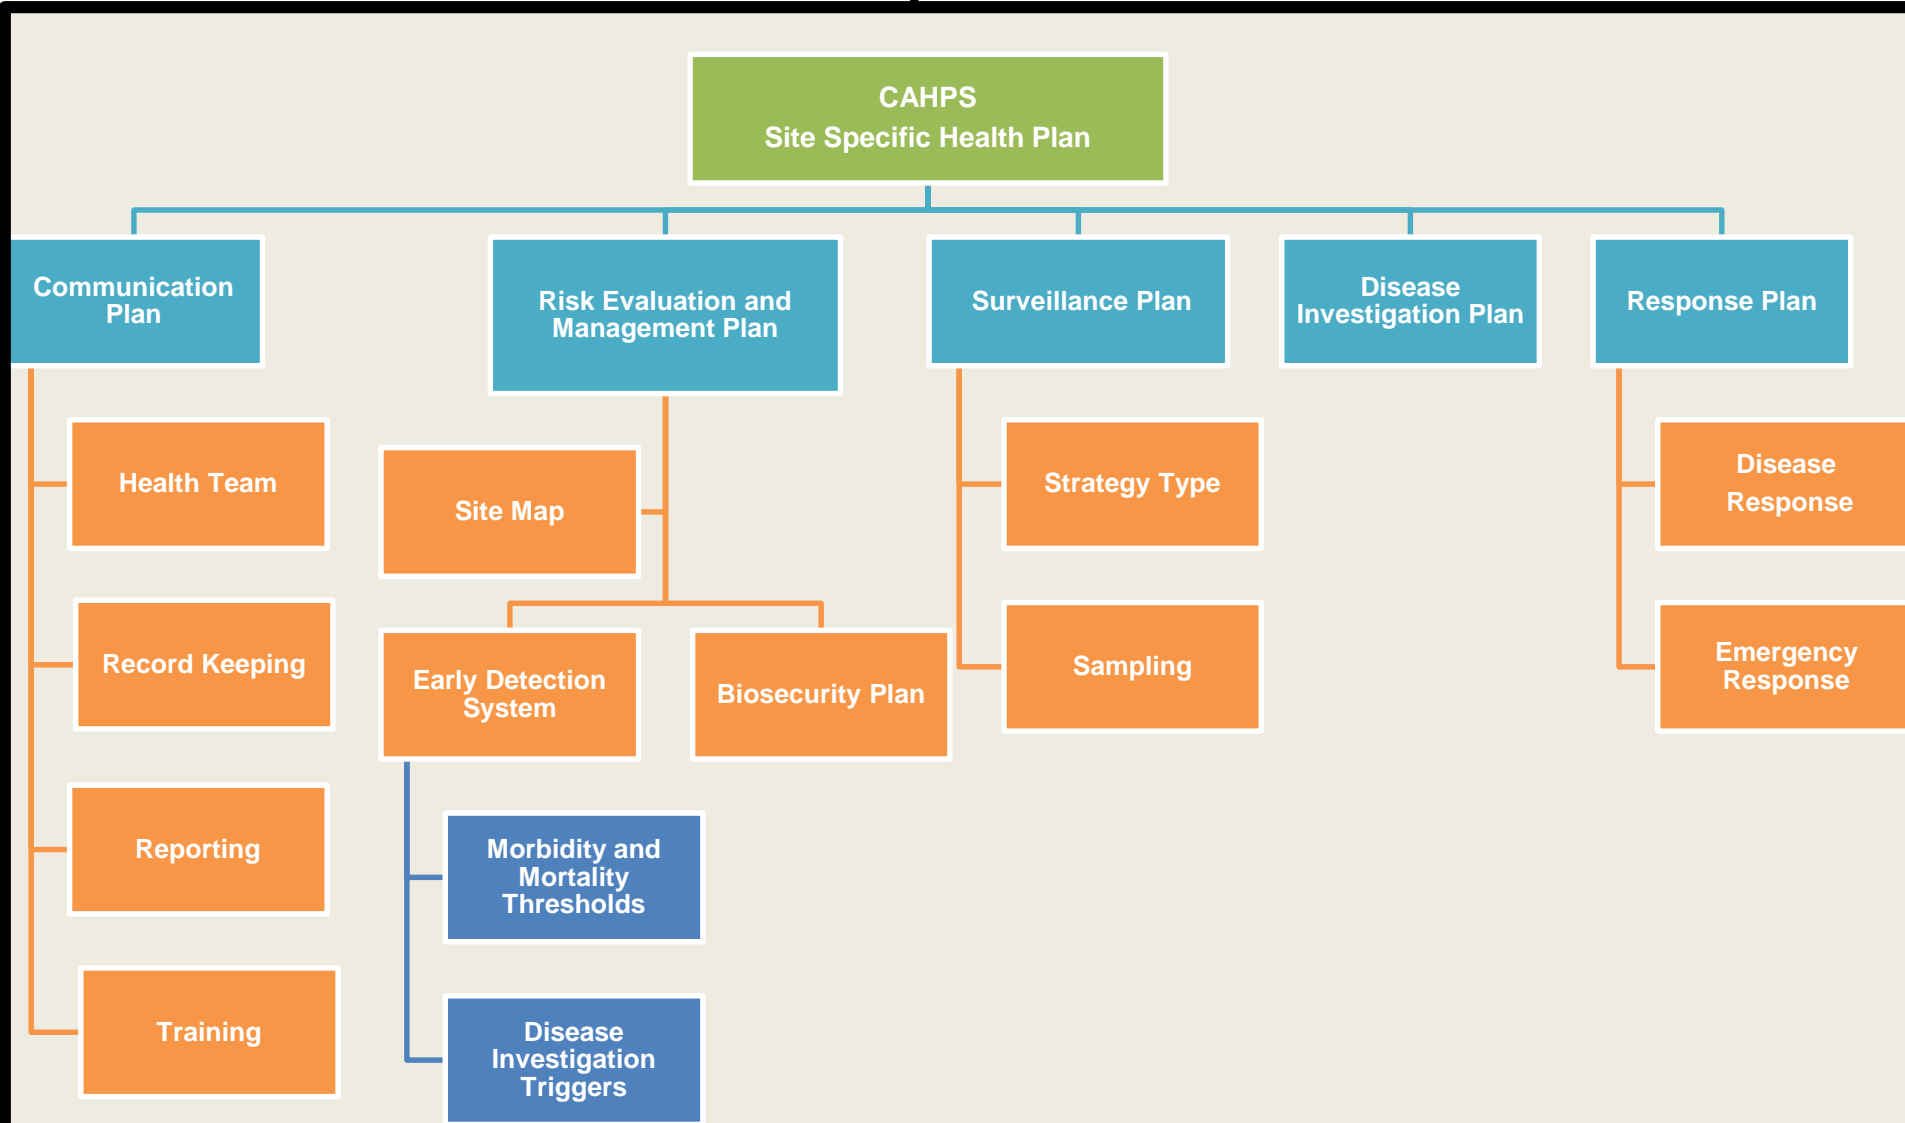 CAHPS
Site Specific Health Plan
Communication
Plan
Risk Evaluation and
Management Plan
Surveillance Plan
Disease
Investigation Plan
Response Plan
Health Team
Record Keeping
Reporting
Training
Site Map
Early Detection
System
Biosecurity Plan
Morbidity and
Mortality
Thresholds
Disease
Investigation
Triggers
Strategy Type
Sampling
Disease
Response
Emergency
Response